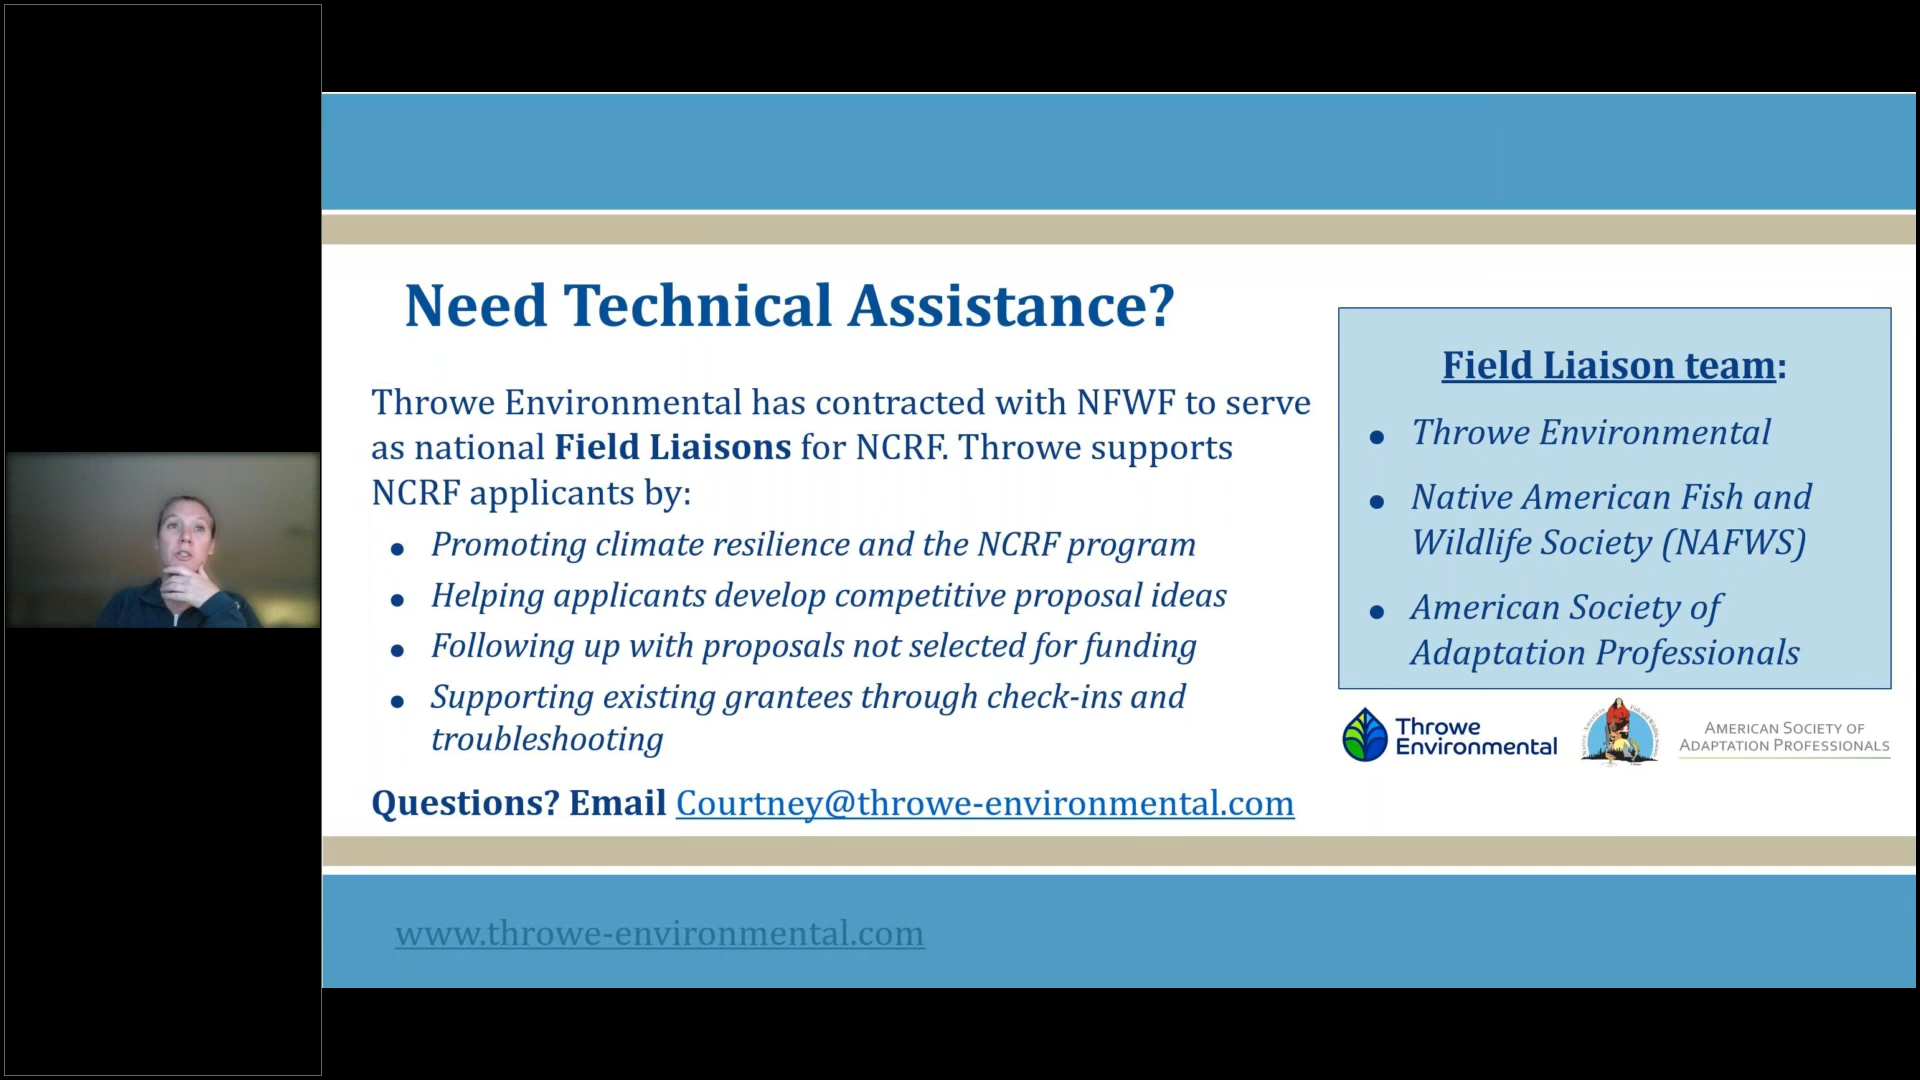 Need Technical Assistance?
Throwe Environmental has contracted with NFWF to serve
as national Field Liaisons for NCRF. Throwe supports
NCRF applicants by:
• Promoting climate resilience and the NCRF program
• Helping applicants develop competitive proposal ideas
• Following up with proposals not selected for funding
• Supporting existing grantees through check-ins and
troubleshooting
Questions? Email Courtney@throwe-environmental.com
Field Liaison team:
• Throwe Environmental
• Native American Fish and
Wildlife Society (NAFWS)
• American Society of
Adaptation Professionals
Throwe
Environmental
AMERICAN SOCIETY OF
ADAPTATION PROFESSIONALS
www.throwe-environmental.com